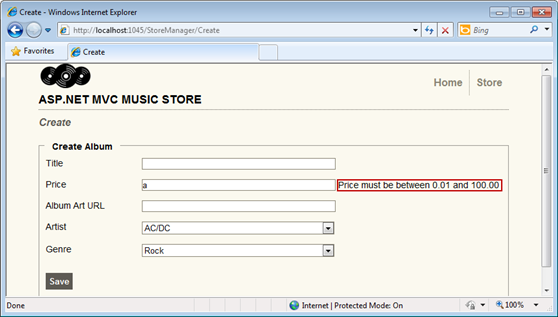 Create - Windows Internet Explorer
http://localhost:1045/StoreManager/Create
Bing
Favorites
Create
Home
Store
ASP.NET MVC MUSIC STORE
Create
Create Album
Title
Price
a
Price must be between 0.01 and 100.00
Album Art URL
Artist
AC/DC
Genre
Rock
Save
Done
Internet | Protected Mode: On
100%